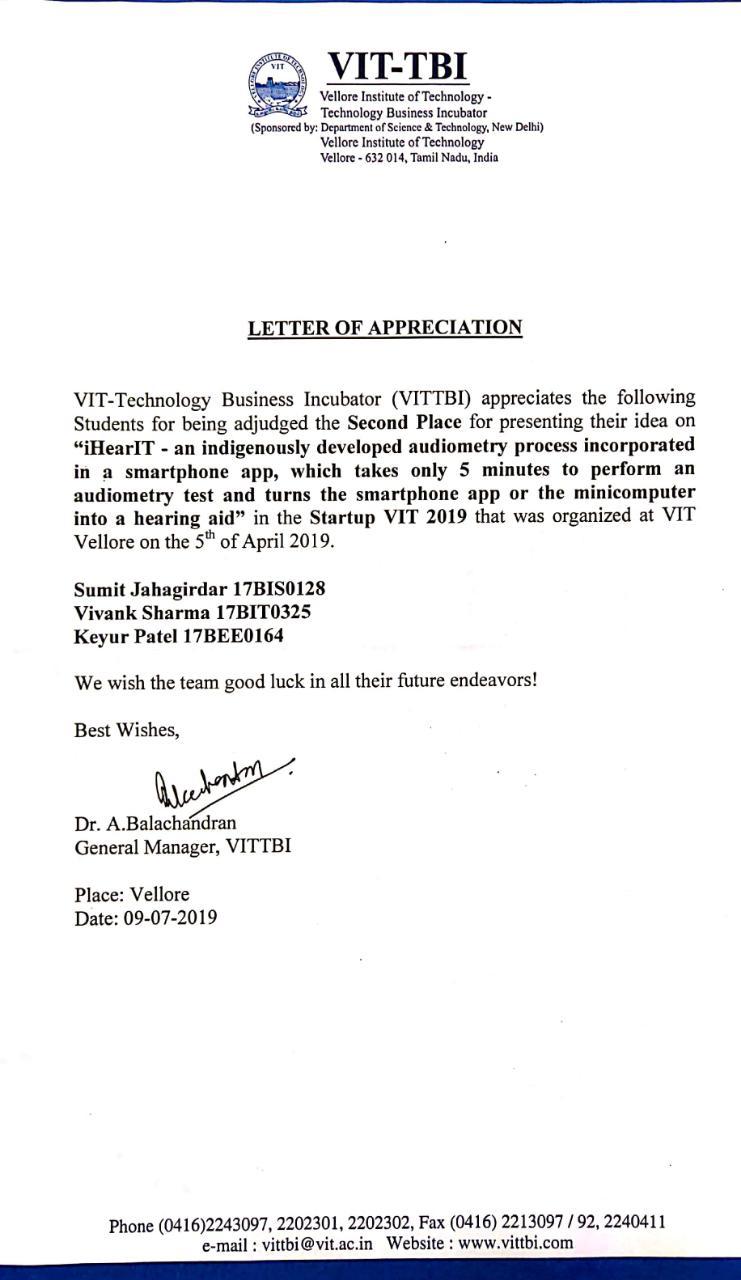 VIT
VIT-TBI
Vellore Institute of Technology -
Technology Business Incubator
(Sponsored by: Department of Science & Technology, New Delhi)
Vellore Institute of Technology
Vellore - 632 014, Tamil Nadu, India
LETTER OF APPRECIATION
VIT-Technology Business Incubator (VITTBI) appreciates the following
Students for being adjudged the Second Place for presenting their idea on
“iHearIT - an indigenously developed audiometry process incorporated
in a smartphone app, which takes only 5 minutes to perform an
audiometry test and turns the smartphone app or the minicomputer
into a hearing aid” in the Startup VIT 2019 that was organized at VIT
Vellore on the 5th of April 2019.
Sumit Jahagirdar 17BIS0128
Vivank Sharma 17BIT0325
Keyur Patel 17BEE0164
We wish the team good luck in all their future endeavors!
Best Wishes,
Dr. A.Balachandran
General Manager, VITTBI
Place: Vellore
Date: 09-07-2019
Phone (0416)2243097, 2202301, 2202302, Fax (0416) 2213097 / 92, 2240411
e-mail : vittbi@vit.ac.in Website : www.vittbi.com